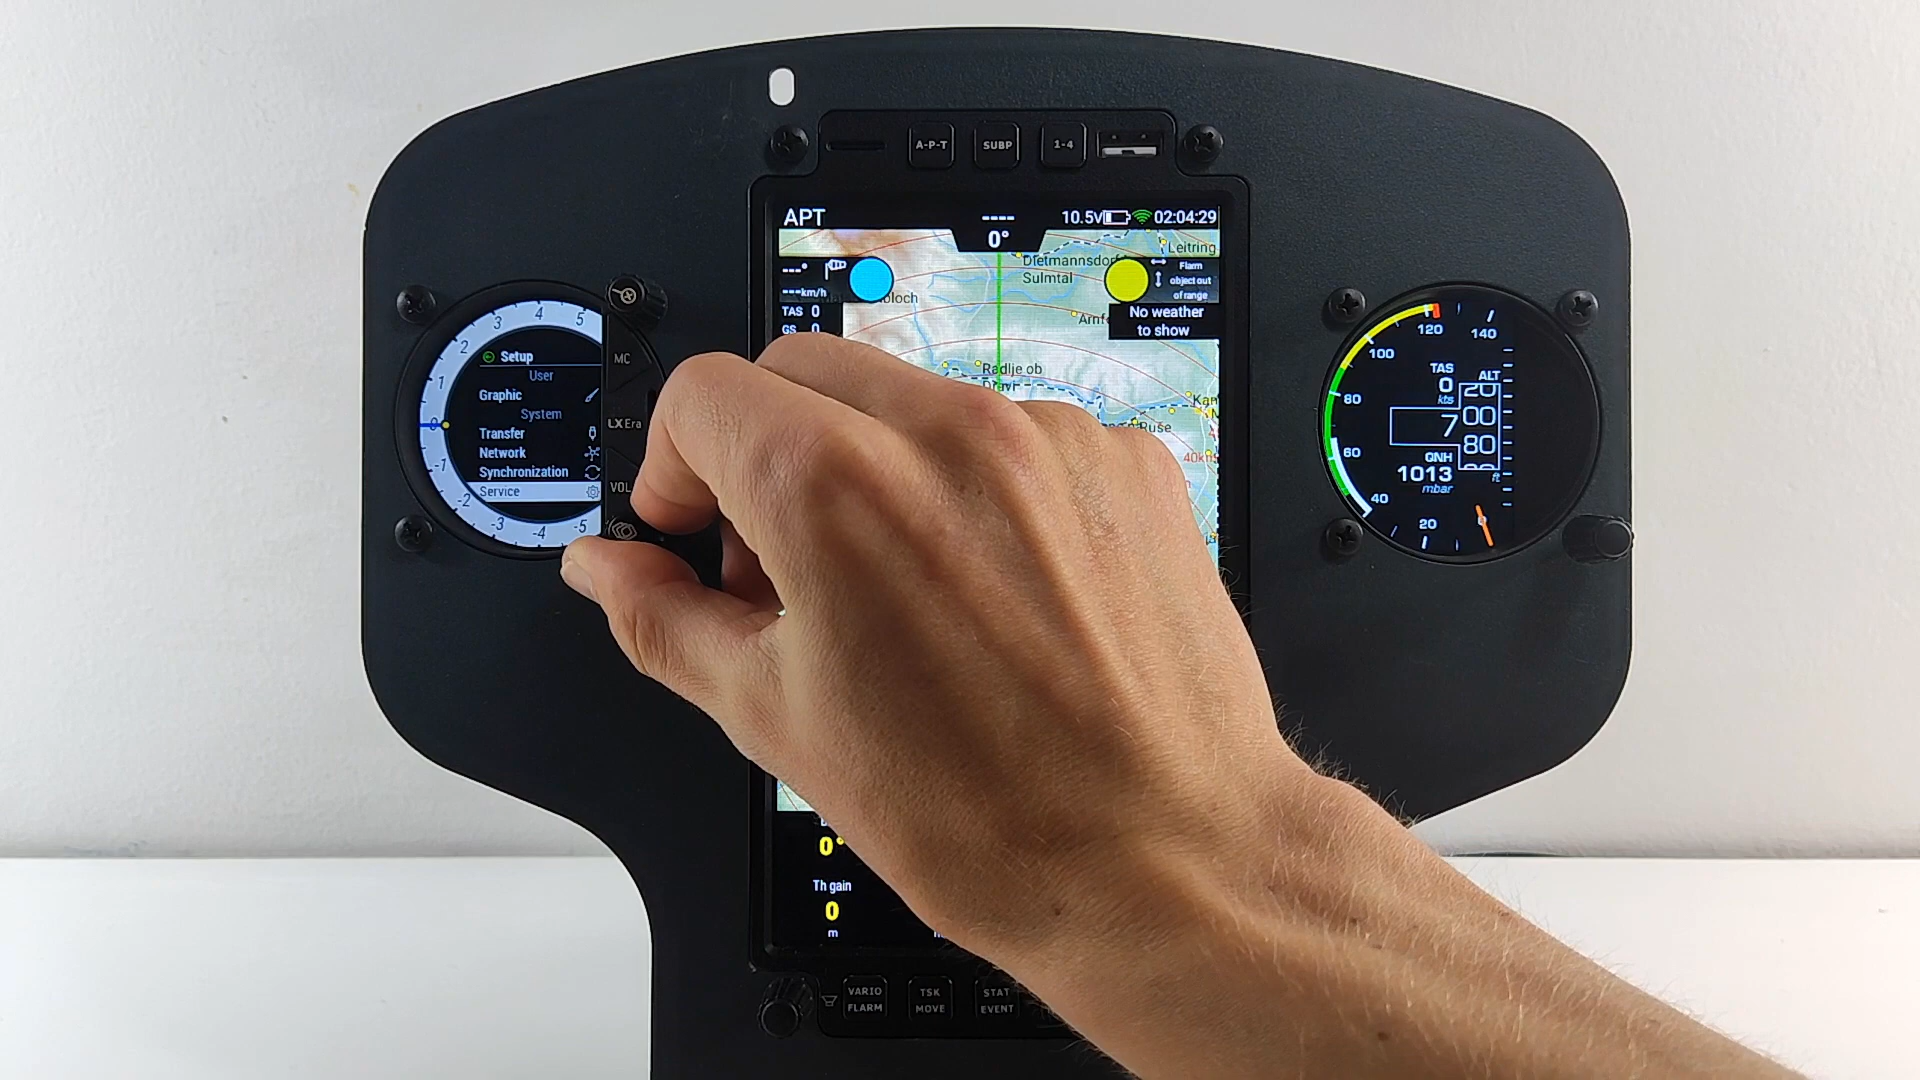 A-P-T
SUBP
1-4
APT
----
10.5V
02:04:29
0°
---°
---km/h
TAS 0
GS 0
Leitring
Dietmannsdorf
Sulmtal
Flarm
object out
of range
No weather
to show
Radlje ob
Dravi
Ruše
40km
0°
Th gain
0
m
VARIO
FLARM
TSK
MOVE
STAT
EVENT
5
4
3
2
1
0
-1
-2
-3
-4
-5
Setup
User
Graphic
System
Transfer
Network
Synchronization
Service
MC
LX Era
VOL
140
120
100
80
60
40
20
TAS
0
kts
ALT
20
00
7
80
QNH
1013
mbar
ft